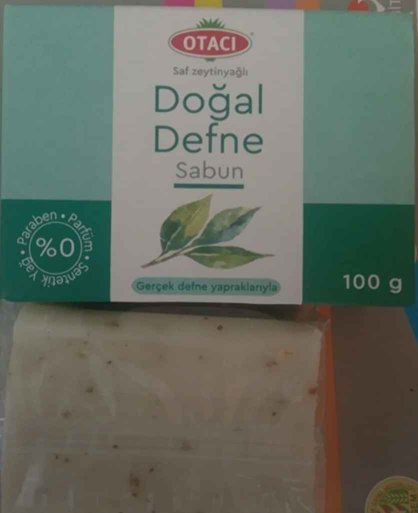 OTACI
Saf zeytinyağlı
Doğal
Defne
Sabun
Paraben • Parfüm • Sentetik Yağ •
%0
Gerçek defne yapraklarıyla
100 g